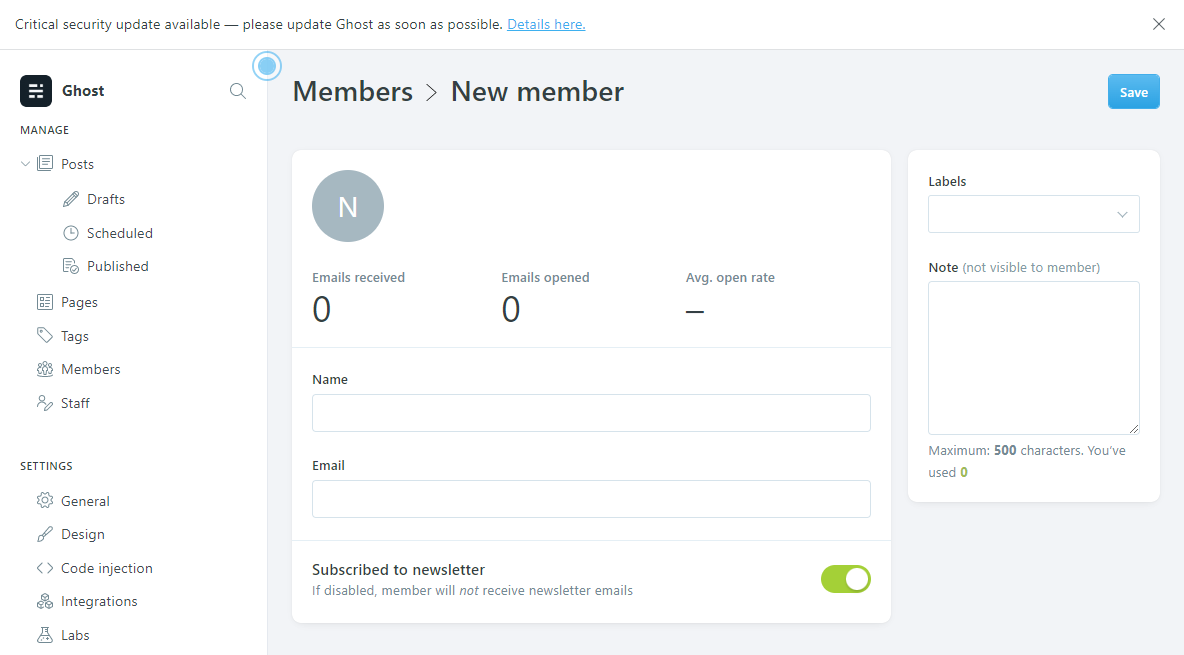 Critical security update available — please update Ghost as soon as possible. Details here.
Ghost
MANAGE
Posts
Drafts
Scheduled
Published
Pages
Tags
Members
Staff
SETTINGS
General
Design
Code injection
Integrations
Labs
Members > New member
Save
N
Emails received
0
Emails opened
0
Avg. open rate
–
Name
Email
Subscribed to newsletter
If disabled, member will not receive newsletter emails
Labels
Note (not visible to member)
Maximum: 500 characters. You’ve
used 0